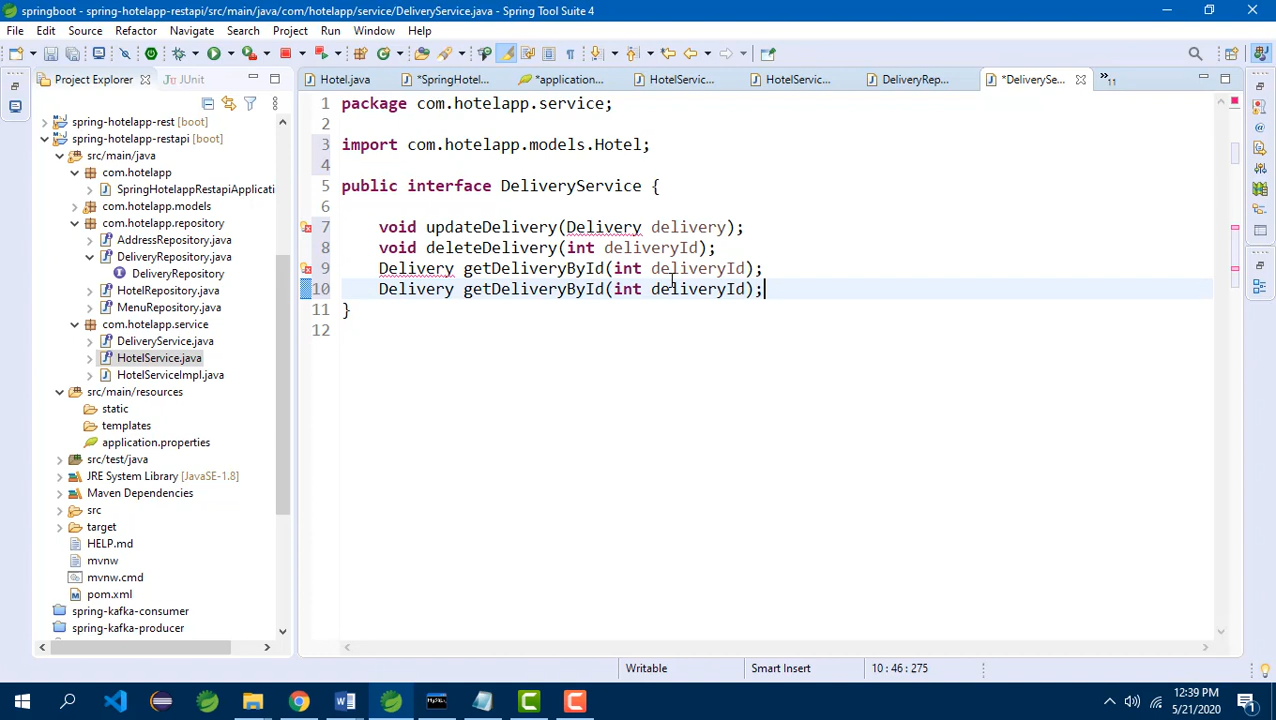 springboot - spring-hotelapp-restapi/src/main/java/com/hotelapp/service/DeliveryService.java - Spring Tool Suite 4
File Edit Source Refactor Navigate Search Project Run Window Help
Project Explorer JUnit
Hotel.java *SpringHotel... *application... HotelServic... HotelServic... DeliveryRep... *DeliverySe... »11
spring-hotelapp-rest [boot]
spring-hotelapp-restapi [boot]
src/main/java
com.hotelapp
SpringHotelappRestapiApplicati
com.hotelapp.models
com.hotelapp.repository
AddressRepository.java
DeliveryRepository.java
DeliveryRepository
HotelRepository.java
MenuRepository.java
com.hotelapp.service
DeliveryService.java
HotelService.java
HotelServiceImpl.java
src/main/resources
static
templates
application.properties
src/test/java
JRE System Library [JavaSE-1.8]
Maven Dependencies
src
target
HELP.md
mvnw
mvnw.cmd
pom.xml
spring-kafka-consumer
spring-kafka-producer
1 package com.hotelapp.service;
2
3 import com.hotelapp.models.Hotel;
4
5 public interface DeliveryService {
6
7 void updateDelivery(Delivery delivery);
8 void deleteDelivery(int deliveryId);
9 Delivery getDeliveryById(int deliveryId);
10 Delivery getDeliveryById(int deliveryId);
11 }
12
Writable Smart Insert 10 : 46 : 275
12:39 PM
5/21/2020